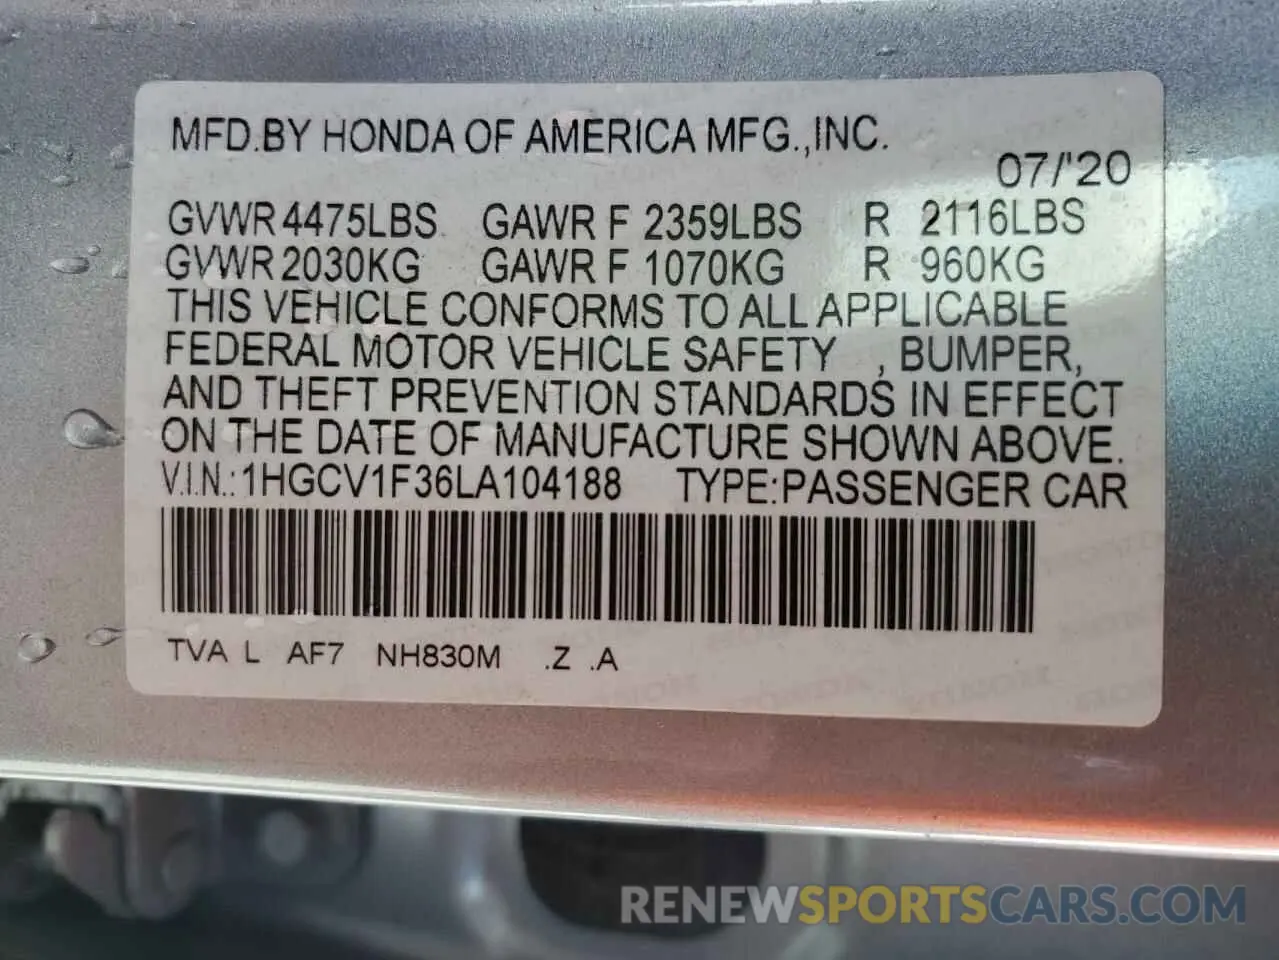 MFD.BY HONDA OF AMERICA MFG.,INC.
07/'20
GVWR 4475LBS GAWR F 2359LBS R 2116LBS
GVWR 2030KG GAWR F 1070KG R 960KG
THIS VEHICLE CONFORMS TO ALL APPLICABLE
FEDERAL MOTOR VEHICLE SAFETY , BUMPER,
AND THEFT PREVENTION STANDARDS IN EFFECT
ON THE DATE OF MANUFACTURE SHOWN ABOVE.
V.I.N.:1HGCV1F36LA104188 TYPE:PASSENGER CAR
TVA L AF7 NH830M .Z .A
RENEWSPORTSCARS.COM